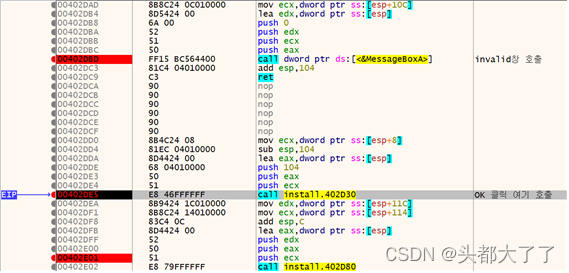 00402DAD 8B8C24 0C010000 mov ecx,dword ptr ss:[esp+10C]
00402DB4 8D5424 00 lea edx,dword ptr ss:[esp]
00402DB8 6A 00 push 0
52 push edx
51 push ecx
50 push eax
00402DBD FF15 BC564400 call dword ptr ds:[<&MessageBoxA>] invalid창 호출
00402DC3 81C4 04010000 add esp,104
00402DC9 C3 ret
90 nop
90 nop
90 nop
90 nop
90 nop
00402DCF 90 nop
00402DD0 8B4C24 08 mov ecx,dword ptr ss:[esp+8]
00402DD4 81EC 04010000 sub esp,104
00402DDA 8D4424 00 lea eax,dword ptr ss:[esp]
00402DDE 68 04010000 push 104
00402DE3 50 push eax
00402DE4 51 push ecx
EIP 00402DE5 E8 46FFFFFF call install.402D30 OK 클릭 여기 호출
00402DEA 8B9424 1C010000 mov edx,dword ptr ss:[esp+11C]
00402DF1 8B8C24 14010000 mov ecx,dword ptr ss:[esp+114]
00402DF8 83C4 0C add esp,C
00402DFB 8D4424 00 lea eax,dword ptr ss:[esp]
00402DFF 52 push edx
00402E00 50 push eax
00402E01 51 push ecx
00402E02 E8 79FFFFFF call install.402D80
CSDN @头都大了了